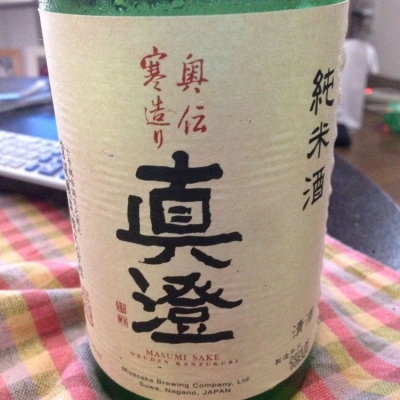 純米酒
奥伝
寒造り
真澄
MASUMI SAKE
OKUDEN KANZUKURI
Miyasaka Brewing Company, Ltd
Suwa, Nagano, JAPAN
清酒